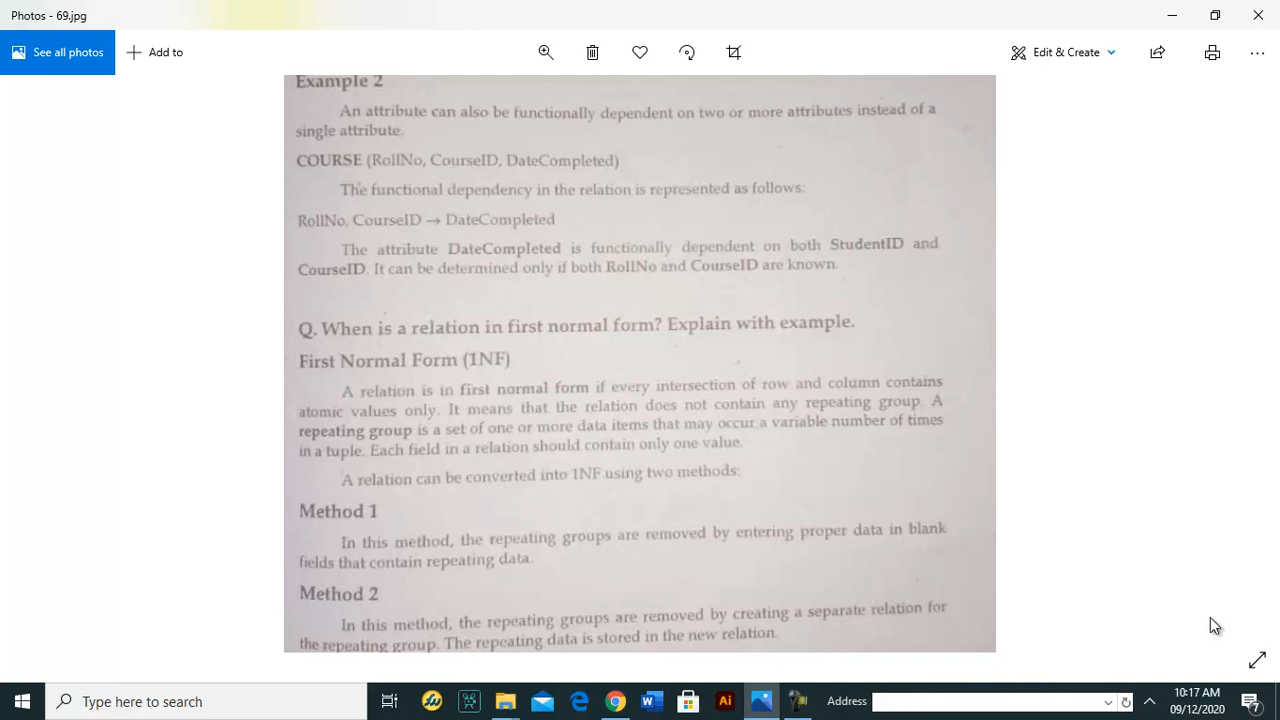 Photos - 69.jpg
See all photos
Add to
Edit & Create
Example 2
An attribute can also be functionally dependent on two or more attributes instead of a
single attribute.
COURSE (RollNo, CourseID, DateCompleted)
The functional dependency in the relation is represented as follows:
RollNo, CourseID → DateCompleted
The attribute DateCompleted is functionally dependent on both StudentID and
CourseID. It can be determined only if both RollNo and CourseID are known.
Q. When is a relation in first normal form? Explain with example.
First Normal Form (1NF)
A relation is in first normal form if every intersection of row and column contains
atomic values only. It means that the relation does not contain any repeating group. A
repeating group is a set of one or more data items that may occur a variable number of times
in a tuple. Each field in a relation should contain only one value.
A relation can be converted into 1NF using two methods:
Method 1
In this method, the repeating groups are removed by entering proper data in blank
fields that contain repeating data.
Method 2
In this method, the repeating groups are removed by creating a separate relation for
the repeating group. The repeating data is stored in the new relation.
Type here to search
Ai
Address
10:17 AM
09/12/2020
7